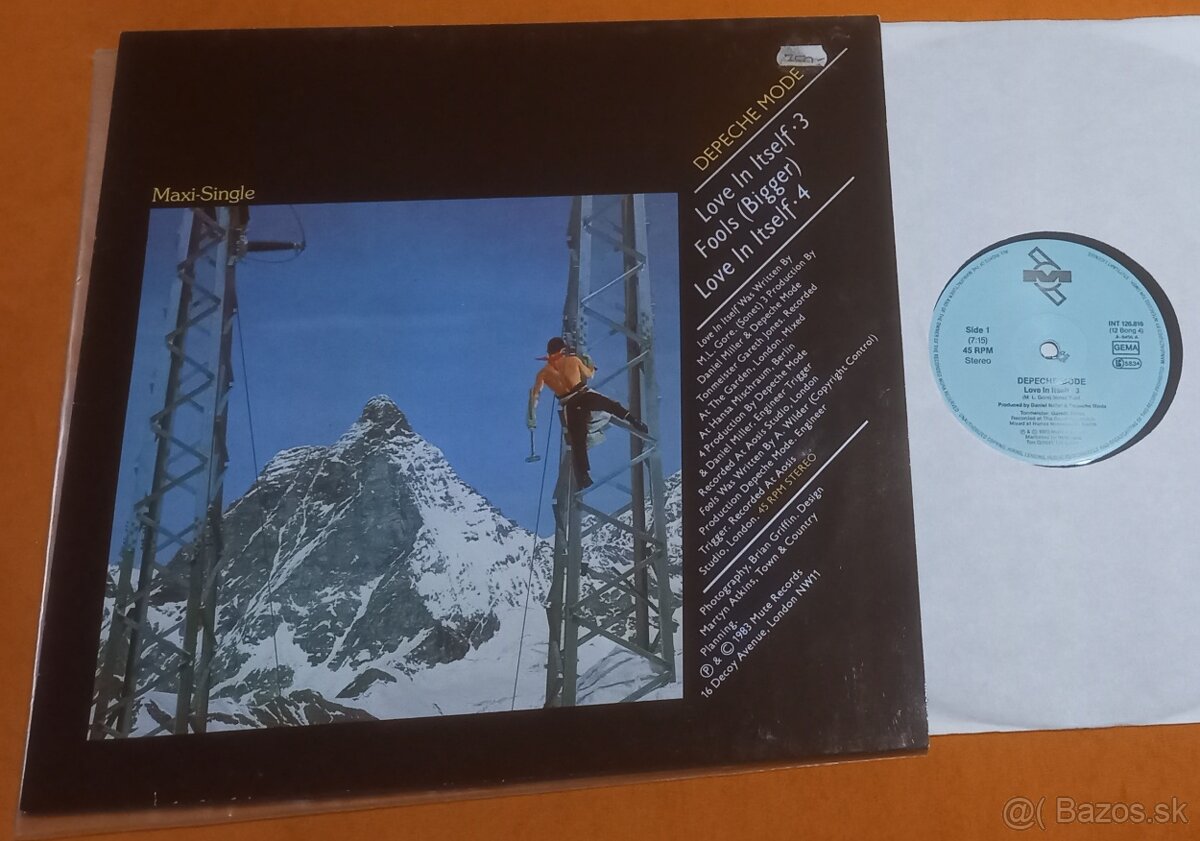 Maxi-Single
DEPECHE MODE
Love In Itself·3
Fools (Bigger)
Love In Itself·4
Love In Itself Was Written By
M.L. Gore. (Sonet) 3 Production By
Daniel Miller & Depeche Mode
Tonmeister Gareth Jones. Recorded
At The Garden, London. Mixed
At Hansa Mischraum, Berlin
4 Production By Depeche Mode
& Daniel Miller, Engineer Trigger
Recorded At Aosis Studio, London
Fools Was Written By A. Wilder (Copyright Control)
Production Depeche Mode. Engineer
Trigger. Recorded At Aosis
Studio, London. 45 RPM STEREO
Photography. Brian Griffin. Design
Martyn Atkins, Town & Country
Planning.
Ⓟ & © 1983 Mute Records
16 Decoy Avenue, London NW11
Side 1
(7:15)
45 RPM
Stereo
INT 126.816
(12 Bong 4)
GEMA
DEPECHE MODE
Love In Itself · 3
@( Bazos.sk